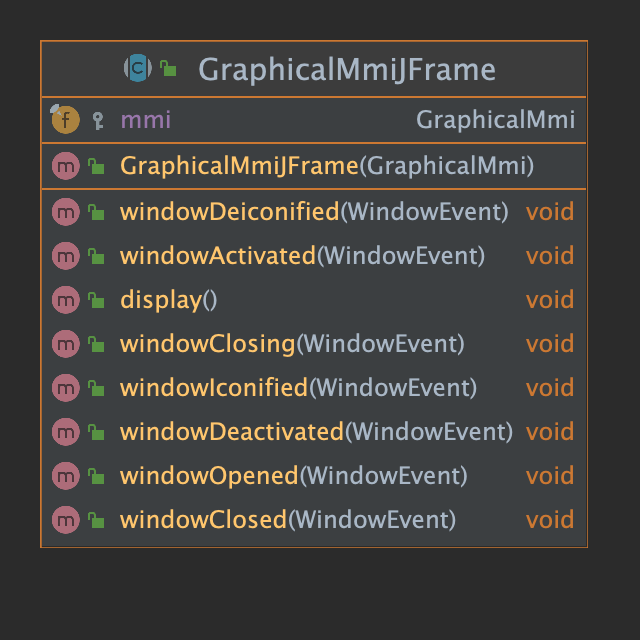 GraphicalMmiJFrame
mmi GraphicalMmi
GraphicalMmiJFrame(GraphicalMmi)
windowDeiconified(WindowEvent) void
windowActivated(WindowEvent) void
display() void
windowClosing(WindowEvent) void
windowIconified(WindowEvent) void
windowDeactivated(WindowEvent) void
windowOpened(WindowEvent) void
windowClosed(WindowEvent) void